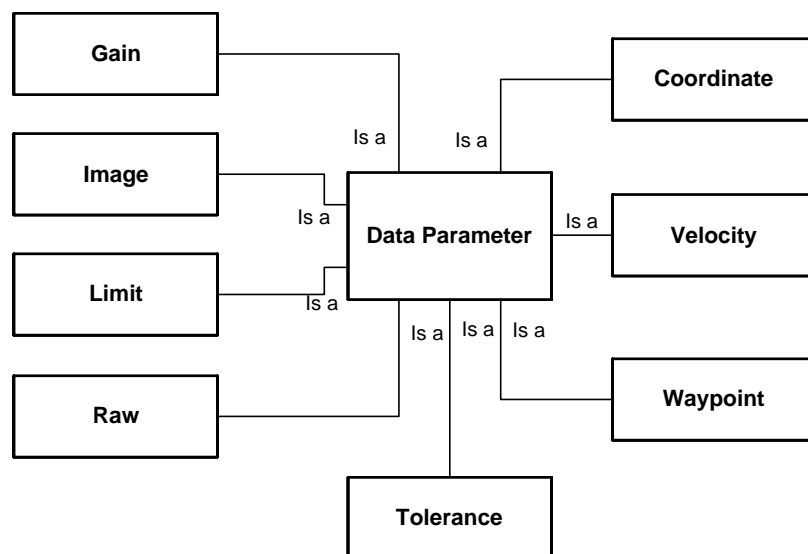 Gain
Coordinate
Is a
Is a
Image
Is a
Data Parameter
Is a
Velocity
Limit
Is a
Is a
Is a
Is a
Raw
Waypoint
Tolerance